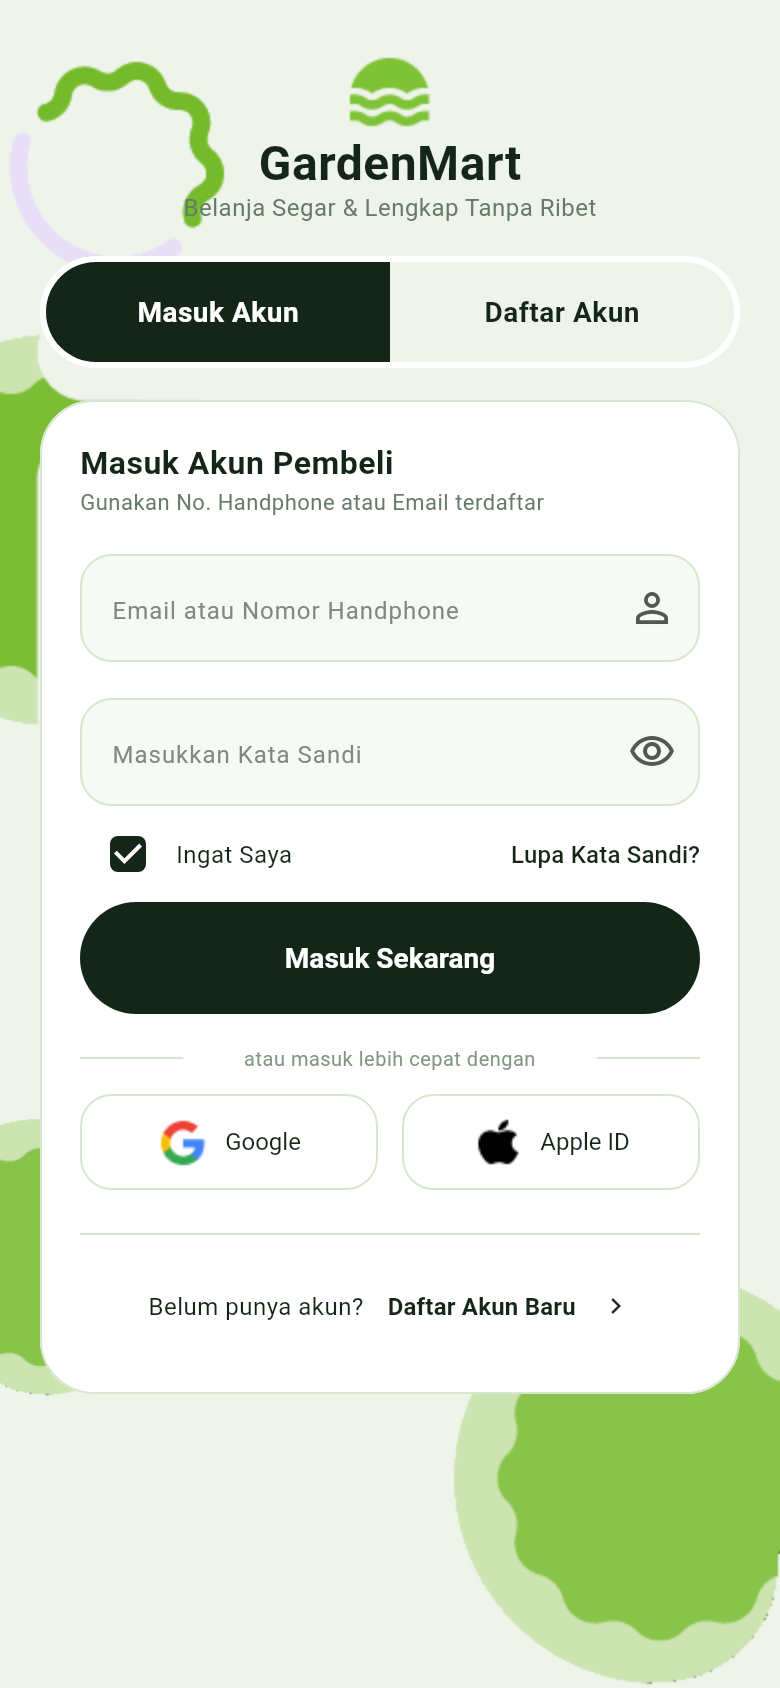 GardenMart
Belanja Segar & Lengkap Tanpa Ribet
Masuk Akun
Daftar Akun
Masuk Akun Pembeli
Gunakan No. Handphone atau Email terdaftar
Email atau Nomor Handphone
Masukkan Kata Sandi
Ingat Saya
Lupa Kata Sandi?
Masuk Sekarang
atau masuk lebih cepat dengan
Google
Apple ID
Belum punya akun? Daftar Akun Baru